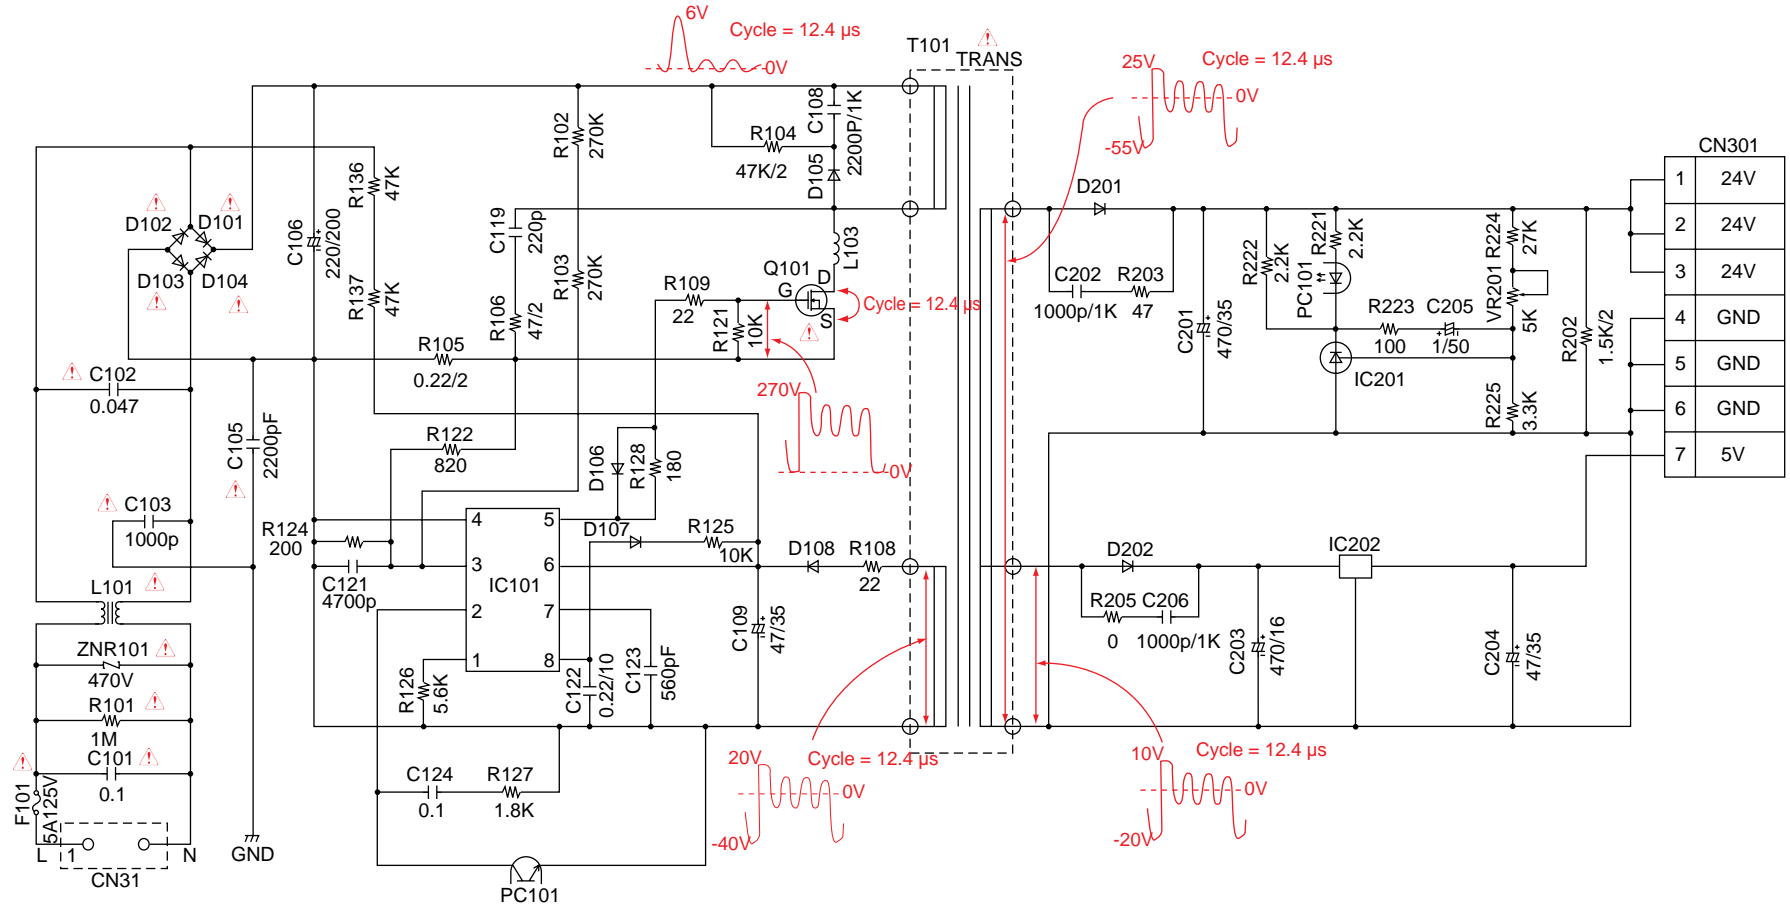 6V
Cycle = 12.4 µs
0V
T101
TRANS
25V
Cycle = 12.4 µs
0V
-55V
C108
2200P/1K
R102
270K
R104
47K/2
D105
CN301
1 24V
2 24V
3 24V
4 GND
5 GND
6 GND
7 5V
R136
47K
D102
D101
D103
D104
C106
220/200
C119
220p
L103
D201
R221
2.2K
R224
27K
R222
2.2K
PC101
VR201
5K
R137
47K
R103
270K
R106
47/2
R109
22
Q101
G
D
S
Cycle = 12.4 µs
R121
10K
C202
1000p/1K
R203
47
C201
470/35
R223
100
C205
1/50
R202
1.5K/2
IC201
R225
3.3K
R105
0.22/2
C102
0.047
270V
0V
C105
2200pF
R122
820
D106
R128
180
C103
1000p
R124
200
4
3
2
1
IC101
5
6
7
8
D107
R125
10K
D108
R108
22
D202
IC202
C121
4700p
L101
R205
0
C206
1000p/1K
C109
47/35
C203
470/16
C204
47/35
ZNR101
470V
R126
5.6K
C122
0.22/10
C123
560pF
R101
1M
C101
0.1
F101
5A125V
C124
0.1
R127
1.8K
20V
Cycle = 12.4 µs
0V
-40V
10V
Cycle = 12.4 µs
0V
-20V
L
1
N
CN31
GND
PC101